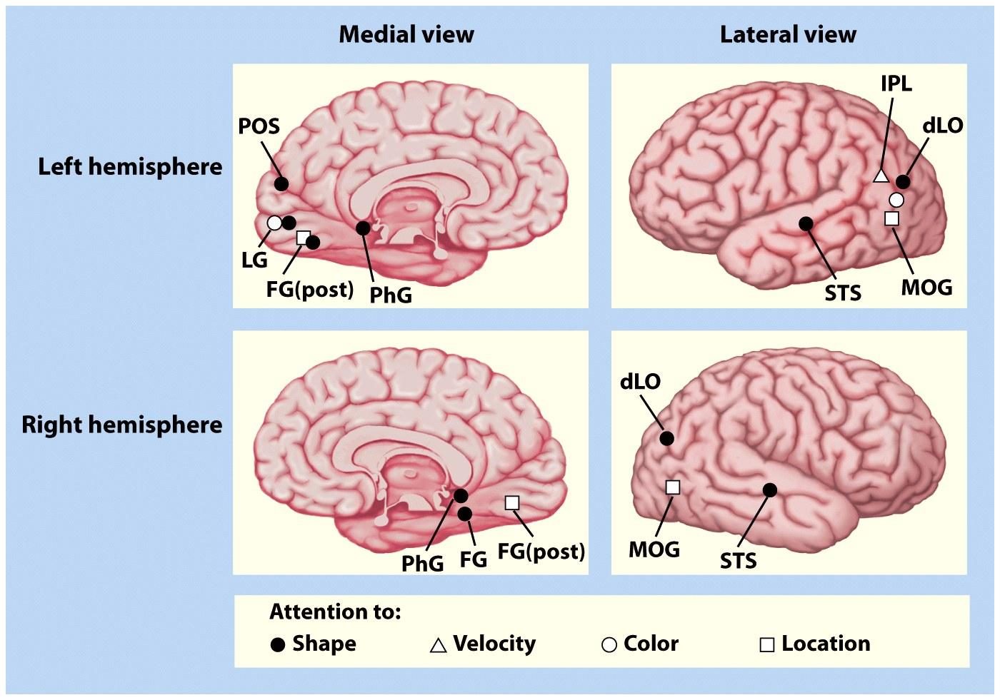 Medial view
Lateral view
Left hemisphere
POS
LG
FG(post)
PhG
IPL
dLO
STS
MOG
Right hemisphere
PhG
FG
FG(post)
dLO
MOG
STS
Attention to:
Shape
Velocity
Color
Location